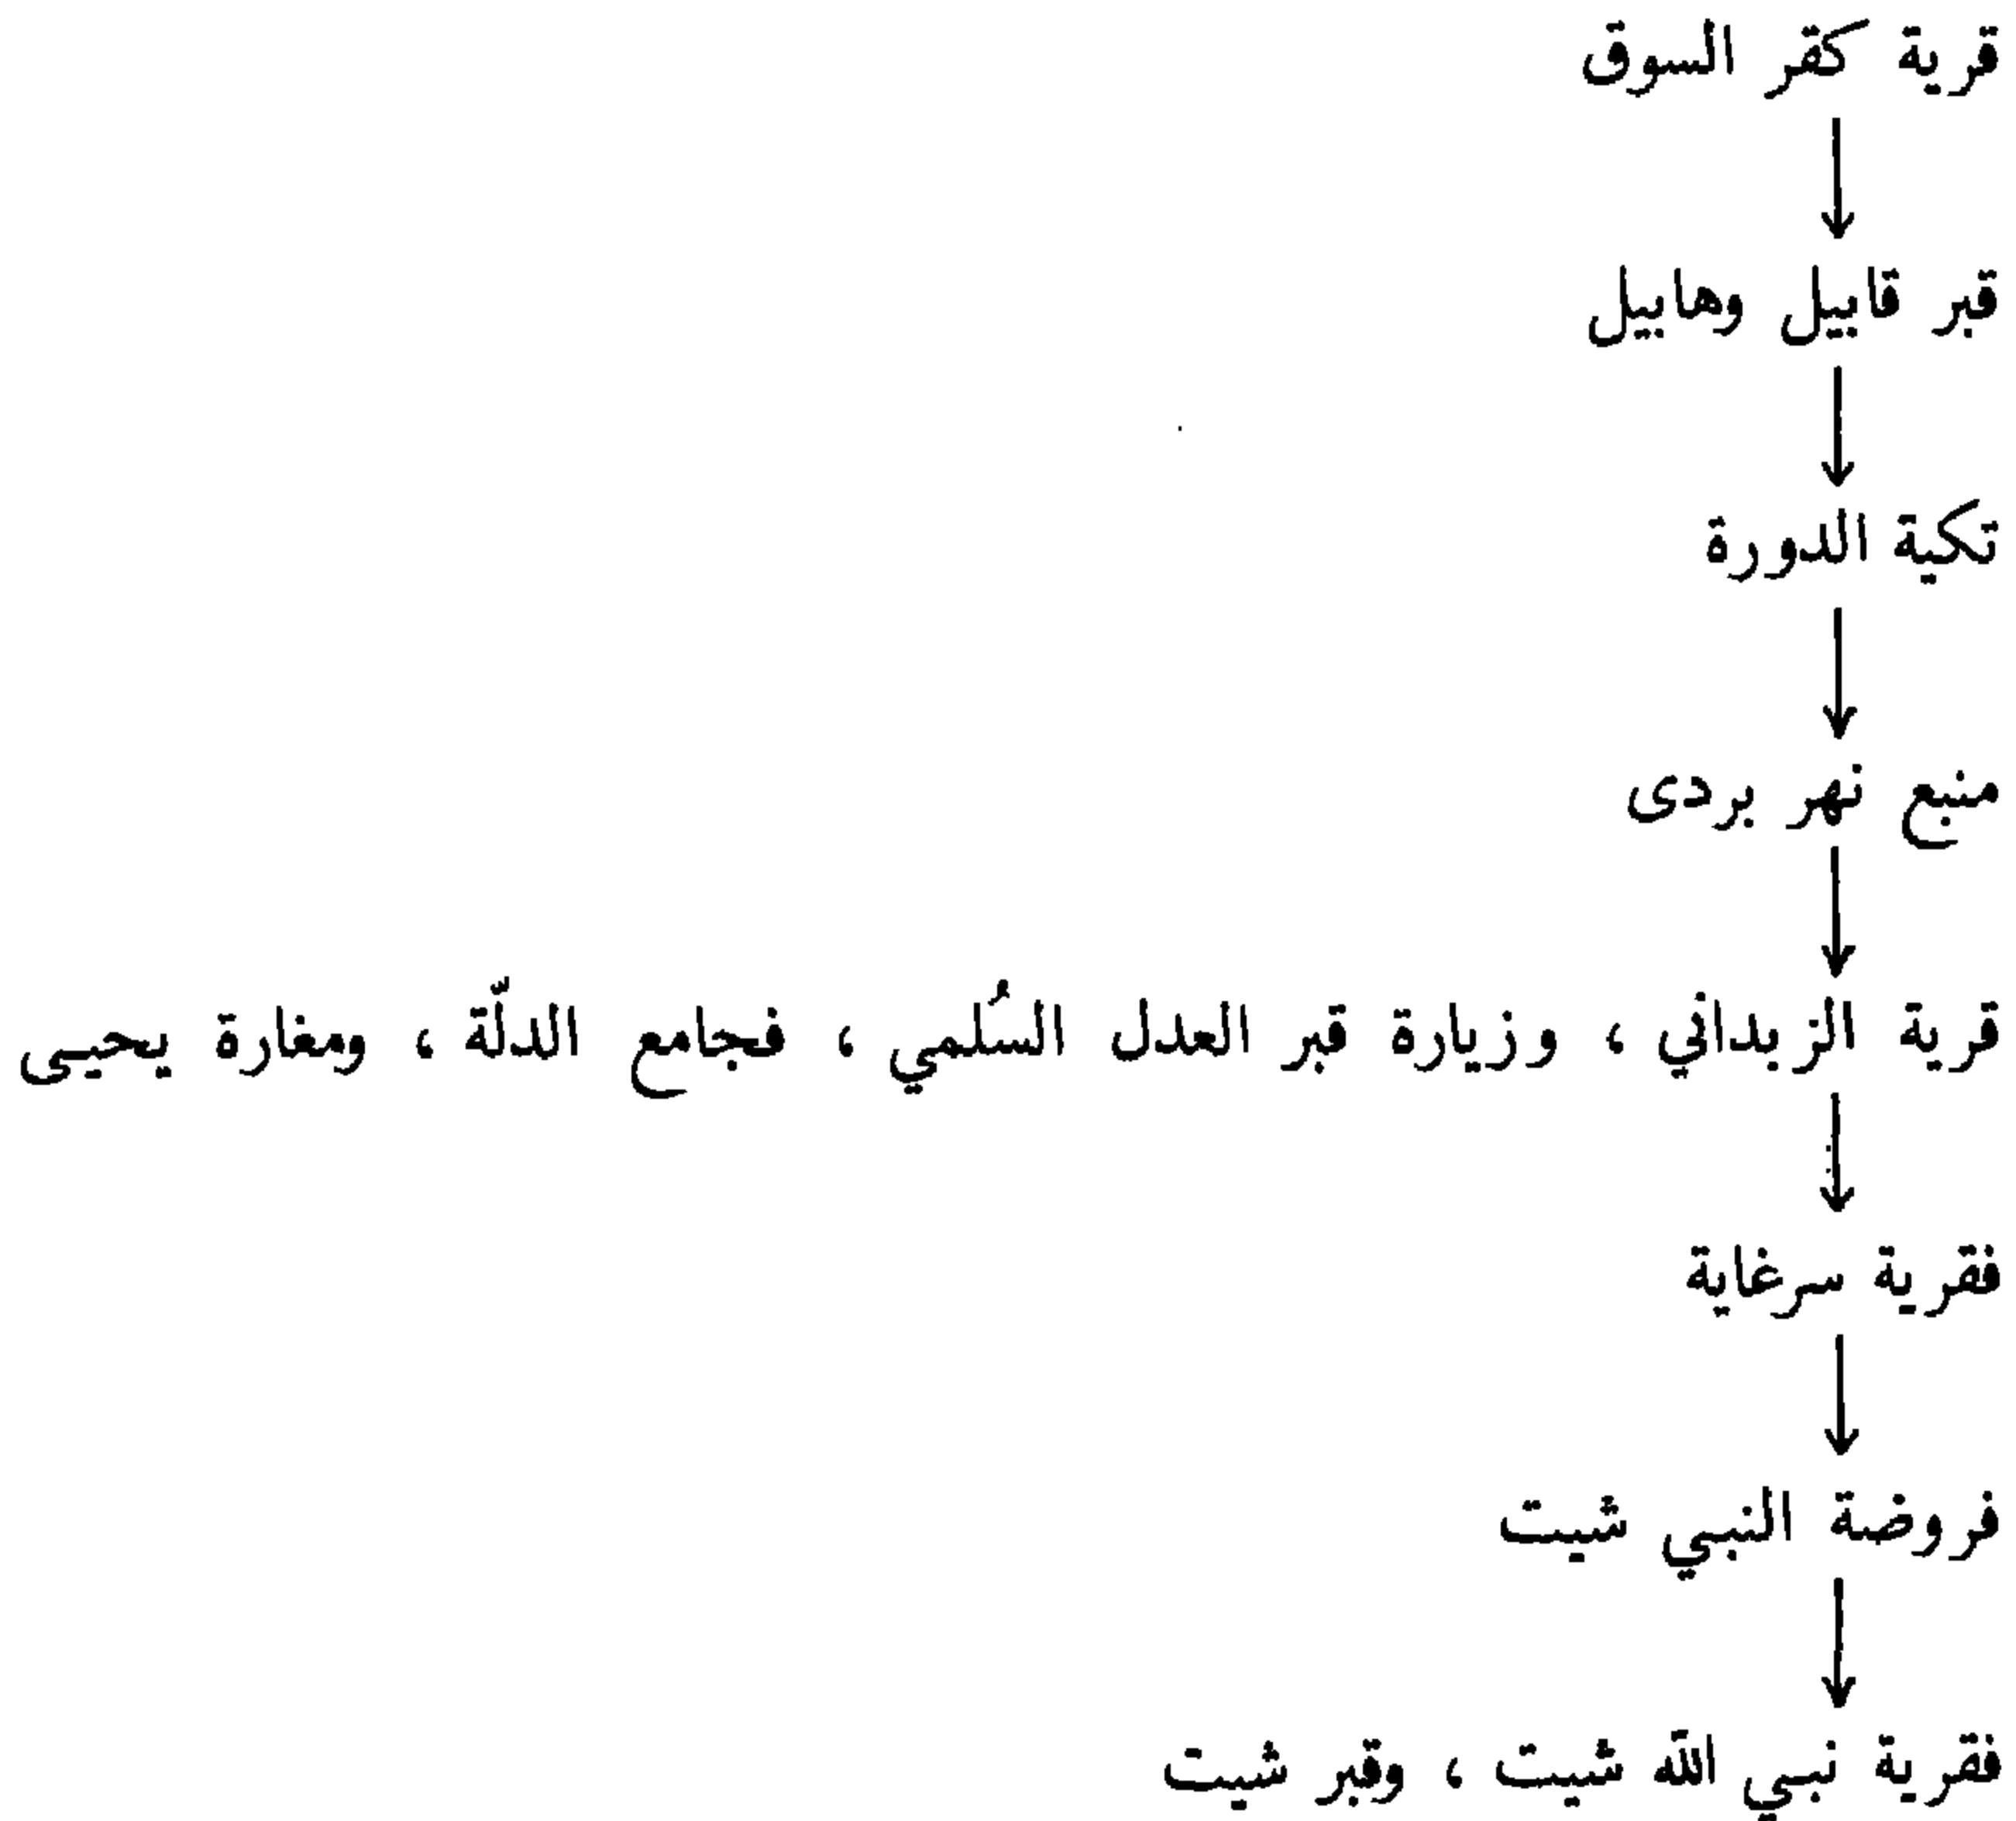 قرية كفر السوق
قبر قابيل وهابيل
تكية الدورة
منبع نهر بردى
قرية الزبداني ، وزيارة قبر العدل السُلمي ، فجامع الدلّة ، ومغارة يحيى
فقرية سرغاية
فروضة النبي شيت
فقرية نبي الله شيت ، وقبر شيت